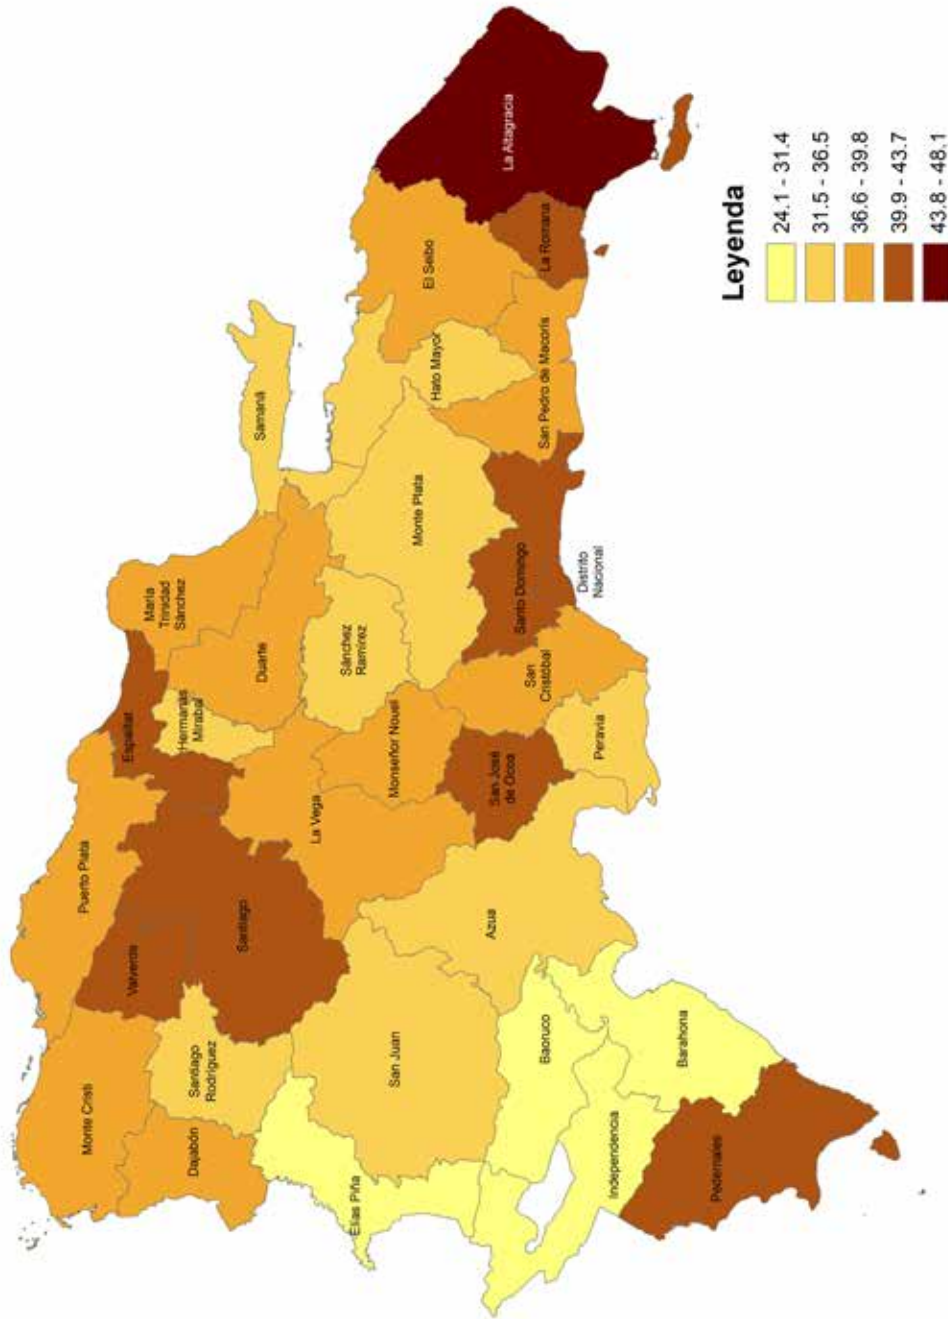 Puerto Plata
Espaillat
María
Trinidad
Sánchez
Monte Cristi
Valverde
Hermanas
Mirabal
Samaná
Dajabón
Santiago
Rodríguez
Santiago
Duarte
La Vega
Sánchez
Ramírez
Elías Piña
San Juan
Monseñor Nouel
Monte Plata
Hato Mayor
El Seibo
La Altagracia
Azua
San José
de Ocoa
San
Cristóbal
Santo Domingo
San Pedro de Macorís
La Romana
Baoruco
Peravia
Distrito
Nacional
Independencia
Barahona
Pedernales
Leyenda
24.1 - 31.4
31.5 - 36.5
36.6 - 39.8
39.9 - 43.7
43.8 - 48.1